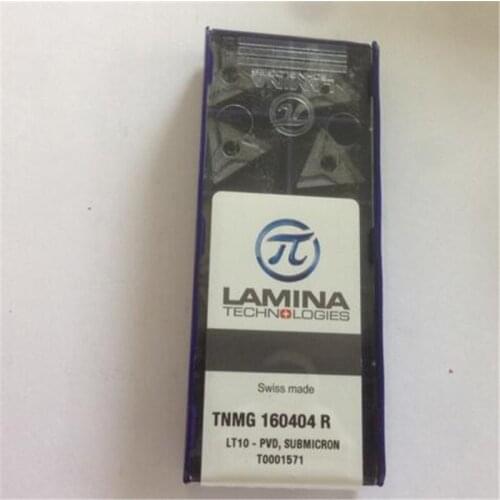 π
LAMINA
TECHNOLOGIES
Swiss made
TNMG 160404 R
LT10 - PVD, SUBMICRON
T0001571